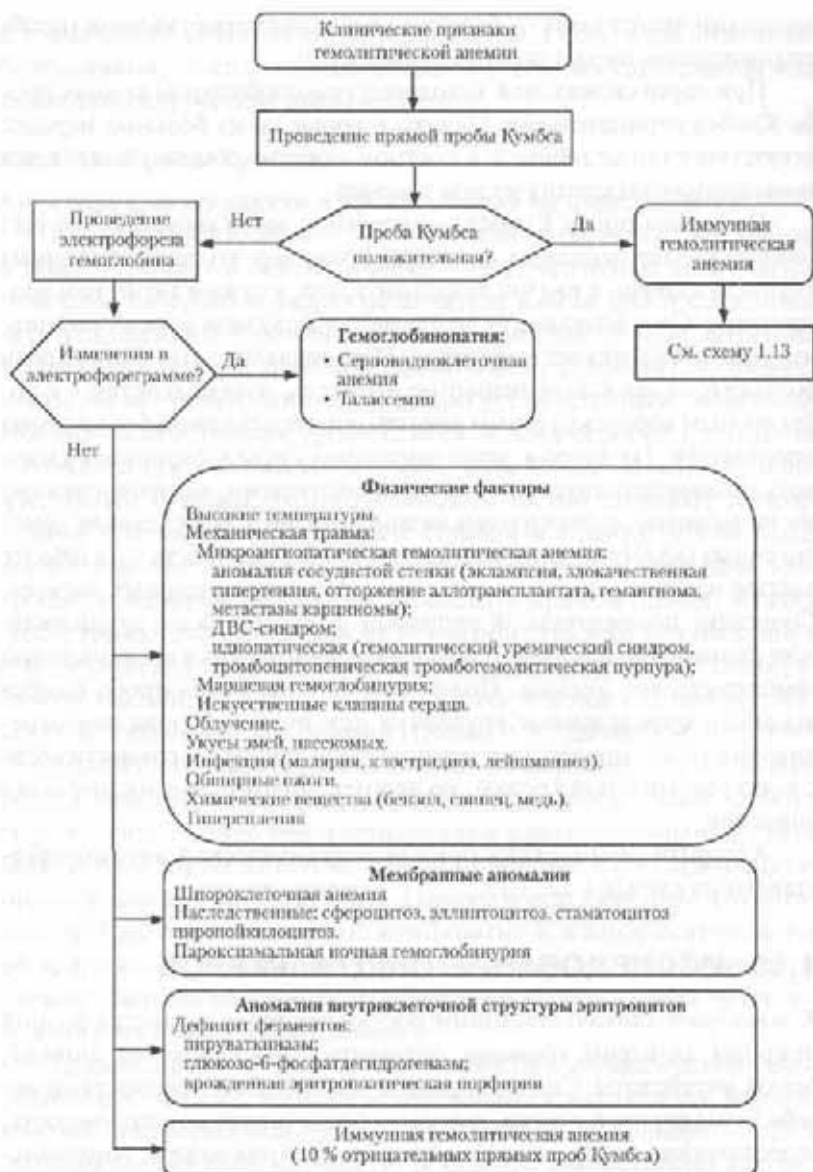 Клинические признаки
гемолитической анемии
Проведение прямой пробы Кумбса
Проведение
электрофореза
гемоглобина
Нет
Проба Кумбса
положительная?
Да
Иммунная
гемолитическая
анемия
Изменения в
электрофореграмме?
Да
Гемоглобинопатия:
• Серповидноклеточная
анемия
• Талассемия
См. схему 1.13
Нет
Физические факторы
Высокие температуры.
Механическая травма:
Микроангиопатическая гемолитическая анемия:
аномалия сосудистой стенки (эклампсия, злокачественная
гипертензия, отторжение аллотрансплантата, гемангиома,
метастазы карциномы);
ДВС-синдром;
идиопатическая (гемолитический уремический синдром,
тромбоцитопеническая тромбогемолитическая пурпура);
Маршевая гемоглобинурия;
Искусственные клапаны сердца.
Облучение.
Укусы змей, насекомых.
Инфекция (малярия, клостридиоз, лейшманиоз).
Обширные ожоги.
Химические вещества (бензол, свинец, медь).
Гиперспления
Мембранные аномалии
Шпороклеточная анемия
Наследственные: сфероцитоз, эллиптоцитоз, стаматоцитоз
пиропойкилоцитоз.
Пароксизмальная ночная гемоглобинурия
Аномалия внутриклеточной структуры эритроцитов
Дефицит ферментов:
пируваткиназы;
глюкозо-6-фосфатдегидрогеназы;
врожденная эритропоэтическая порфирия
Иммунная гемолитическая анемия
(10 % отрицательных прямых проб Кумбса)